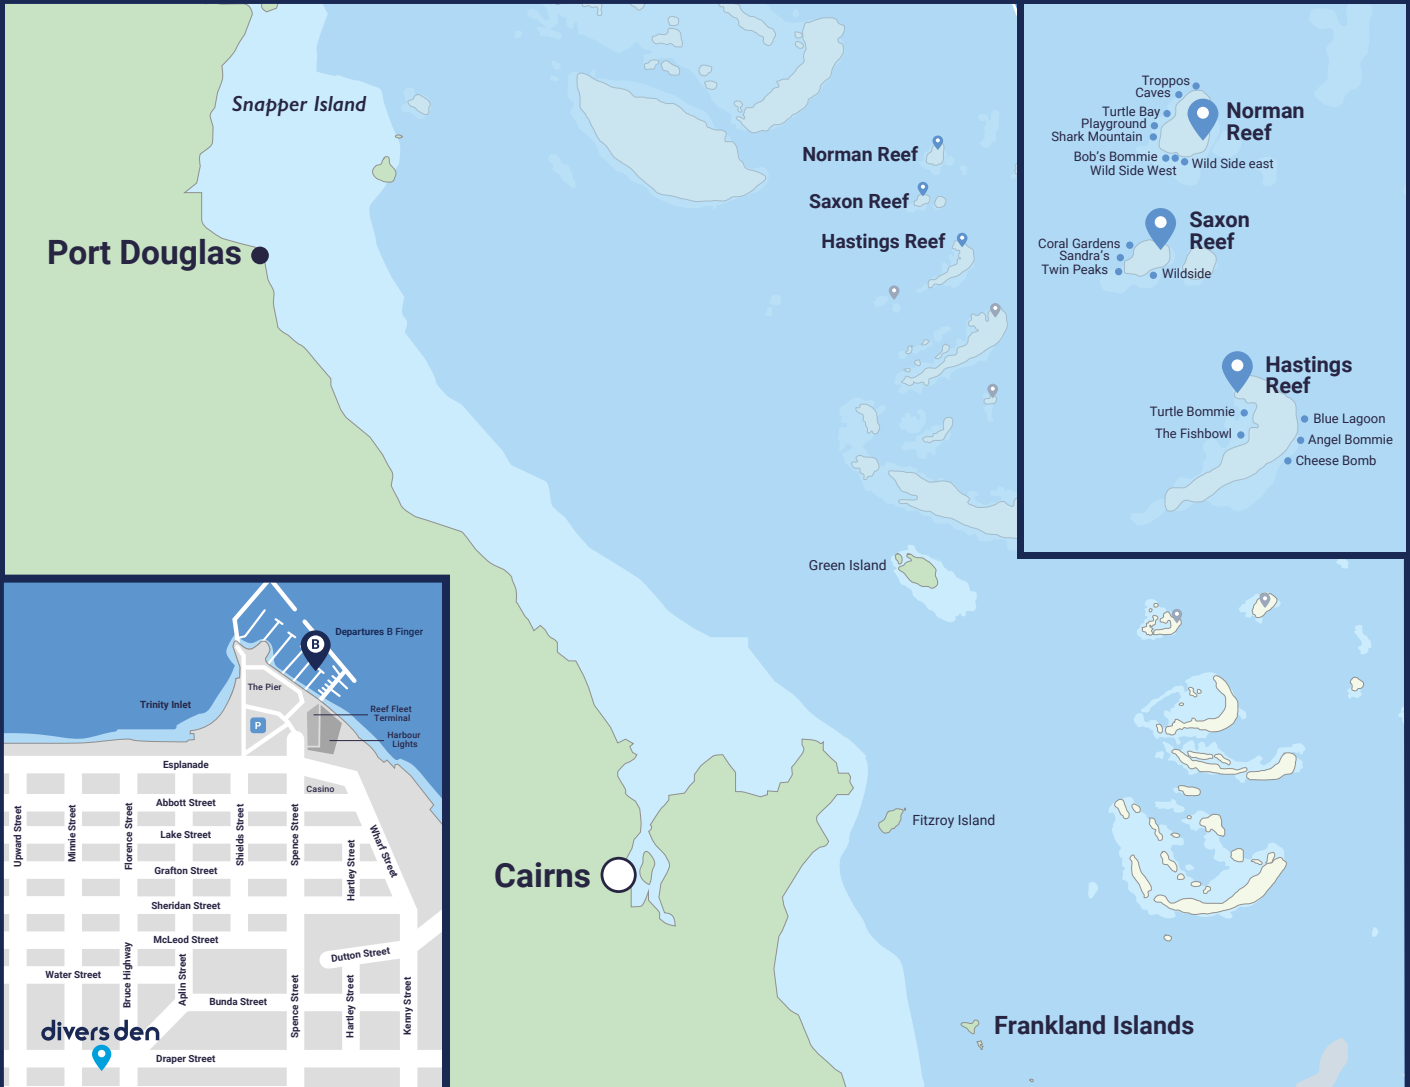 Snapper Island
Port Douglas
Norman Reef
Saxon Reef
Hastings Reef
Green Island
Fitzroy Island
Cairns
Frankland Islands
Troppos
Caves
Turtle Bay
Playground
Shark Mountain
Bob's Bommie
Wild Side West
Wild Side east
Norman
Reef
Saxon
Reef
Coral Gardens
Sandra's
Twin Peaks
Wildside
Hastings
Reef
Turtle Bommie
The Fishbowl
Blue Lagoon
Angel Bommie
Cheese Bomb
B
Departures B Finger
The Pier
Trinity Inlet
P
Reef Fleet
Terminal
Harbour
Lights
Esplanade
Casino
Abbott Street
Lake Street
Grafton Street
Sheridan Street
McLeod Street
Water Street
Bunda Street
Draper Street
Dutton Street
Upward Street
Minnie Street
Florence Street
Shields Street
Spence Street
Hartley Street
Wharf Street
Bruce Highway
Aplin Street
Spence Street
Hartley Street
Kenny Street
divers den